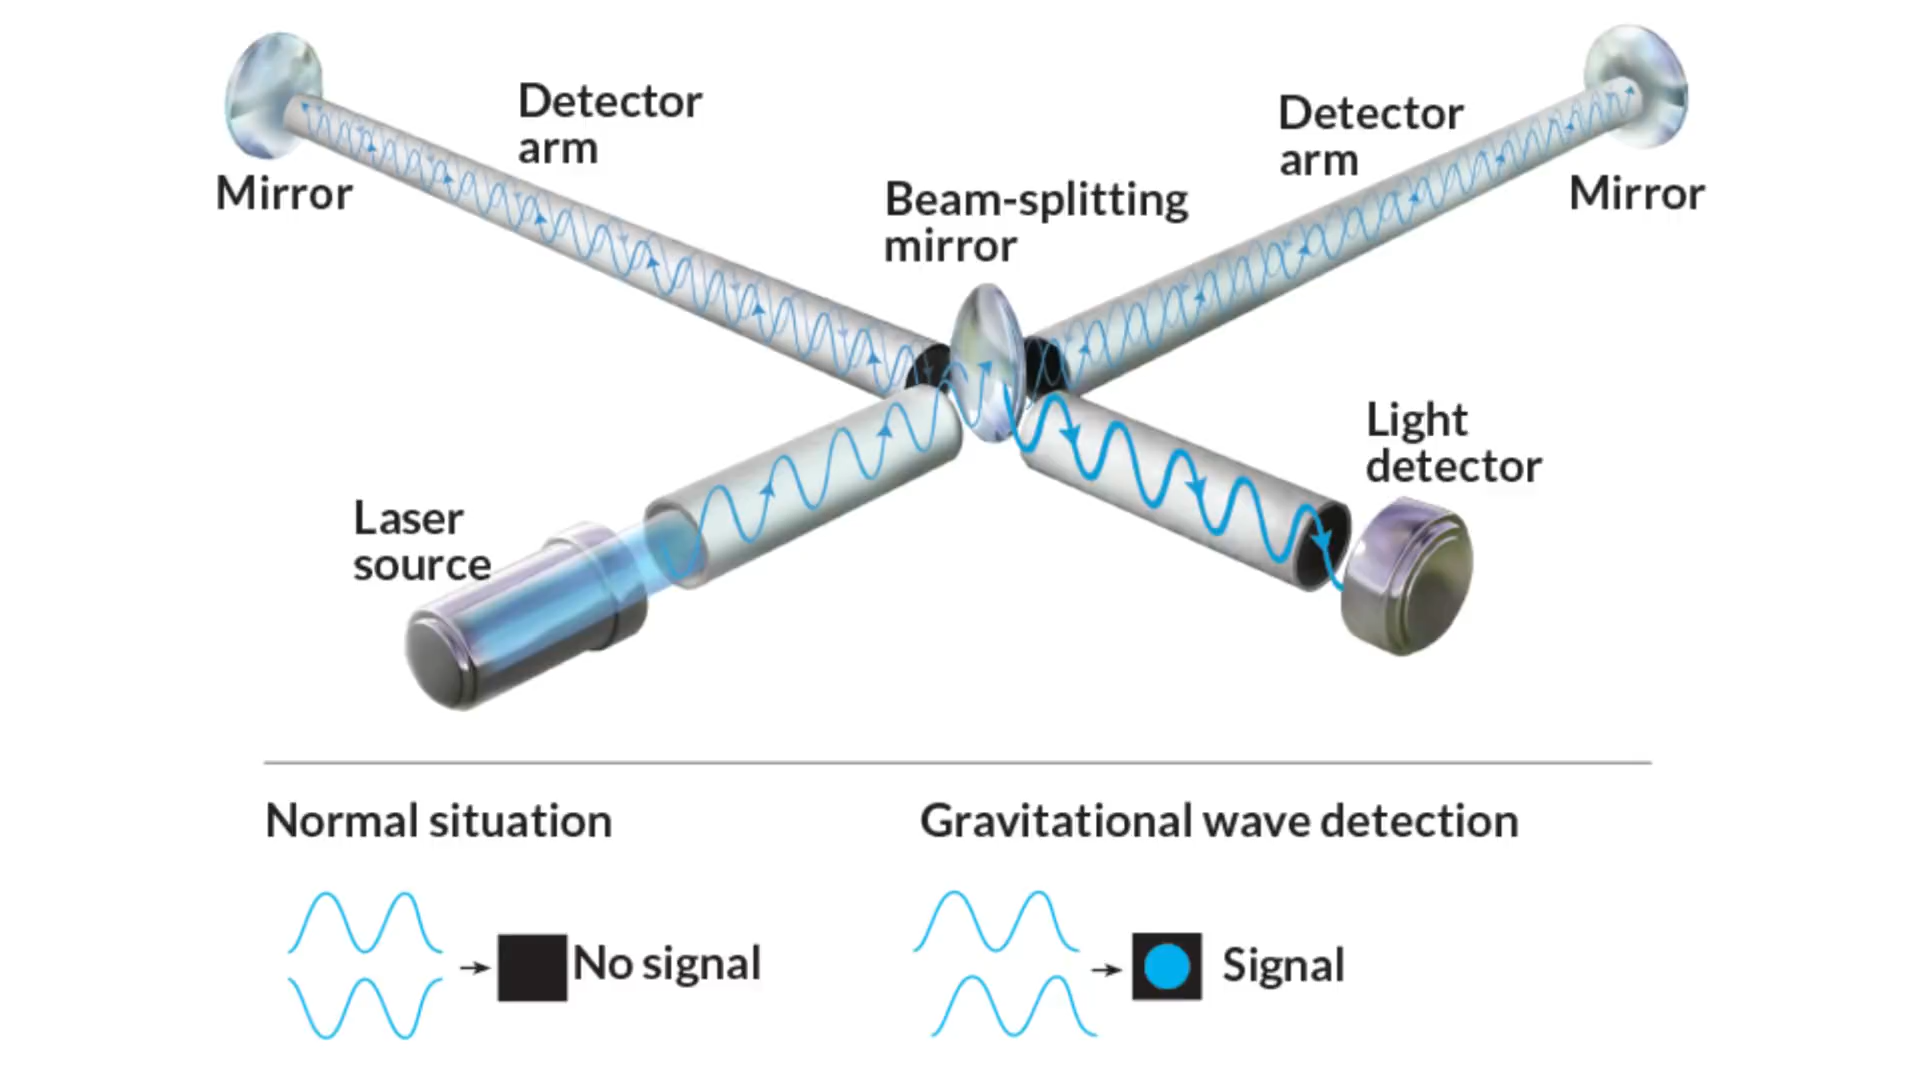 Detector
arm
Mirror
Detector
arm
Mirror
Beam-splitting
mirror
Light
detector
Laser
source
Normal situation
No signal
Gravitational wave detection
Signal